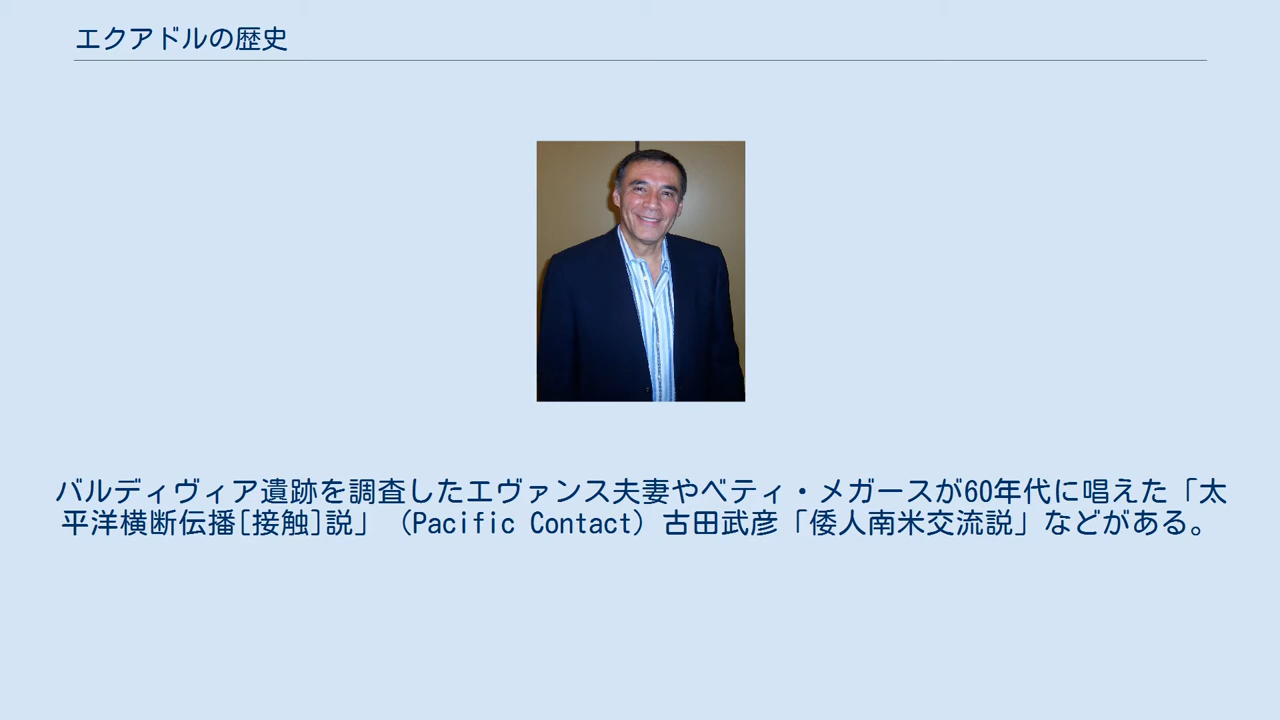 エクアドルの歴史
バルディヴィア遺跡を調査したエヴァンス夫妻やベティ・メガースが60年代に唱えた「太
平洋横断伝播[接触]説」（Pacific Contact）古田武彦「倭人南米交流説」などがある。